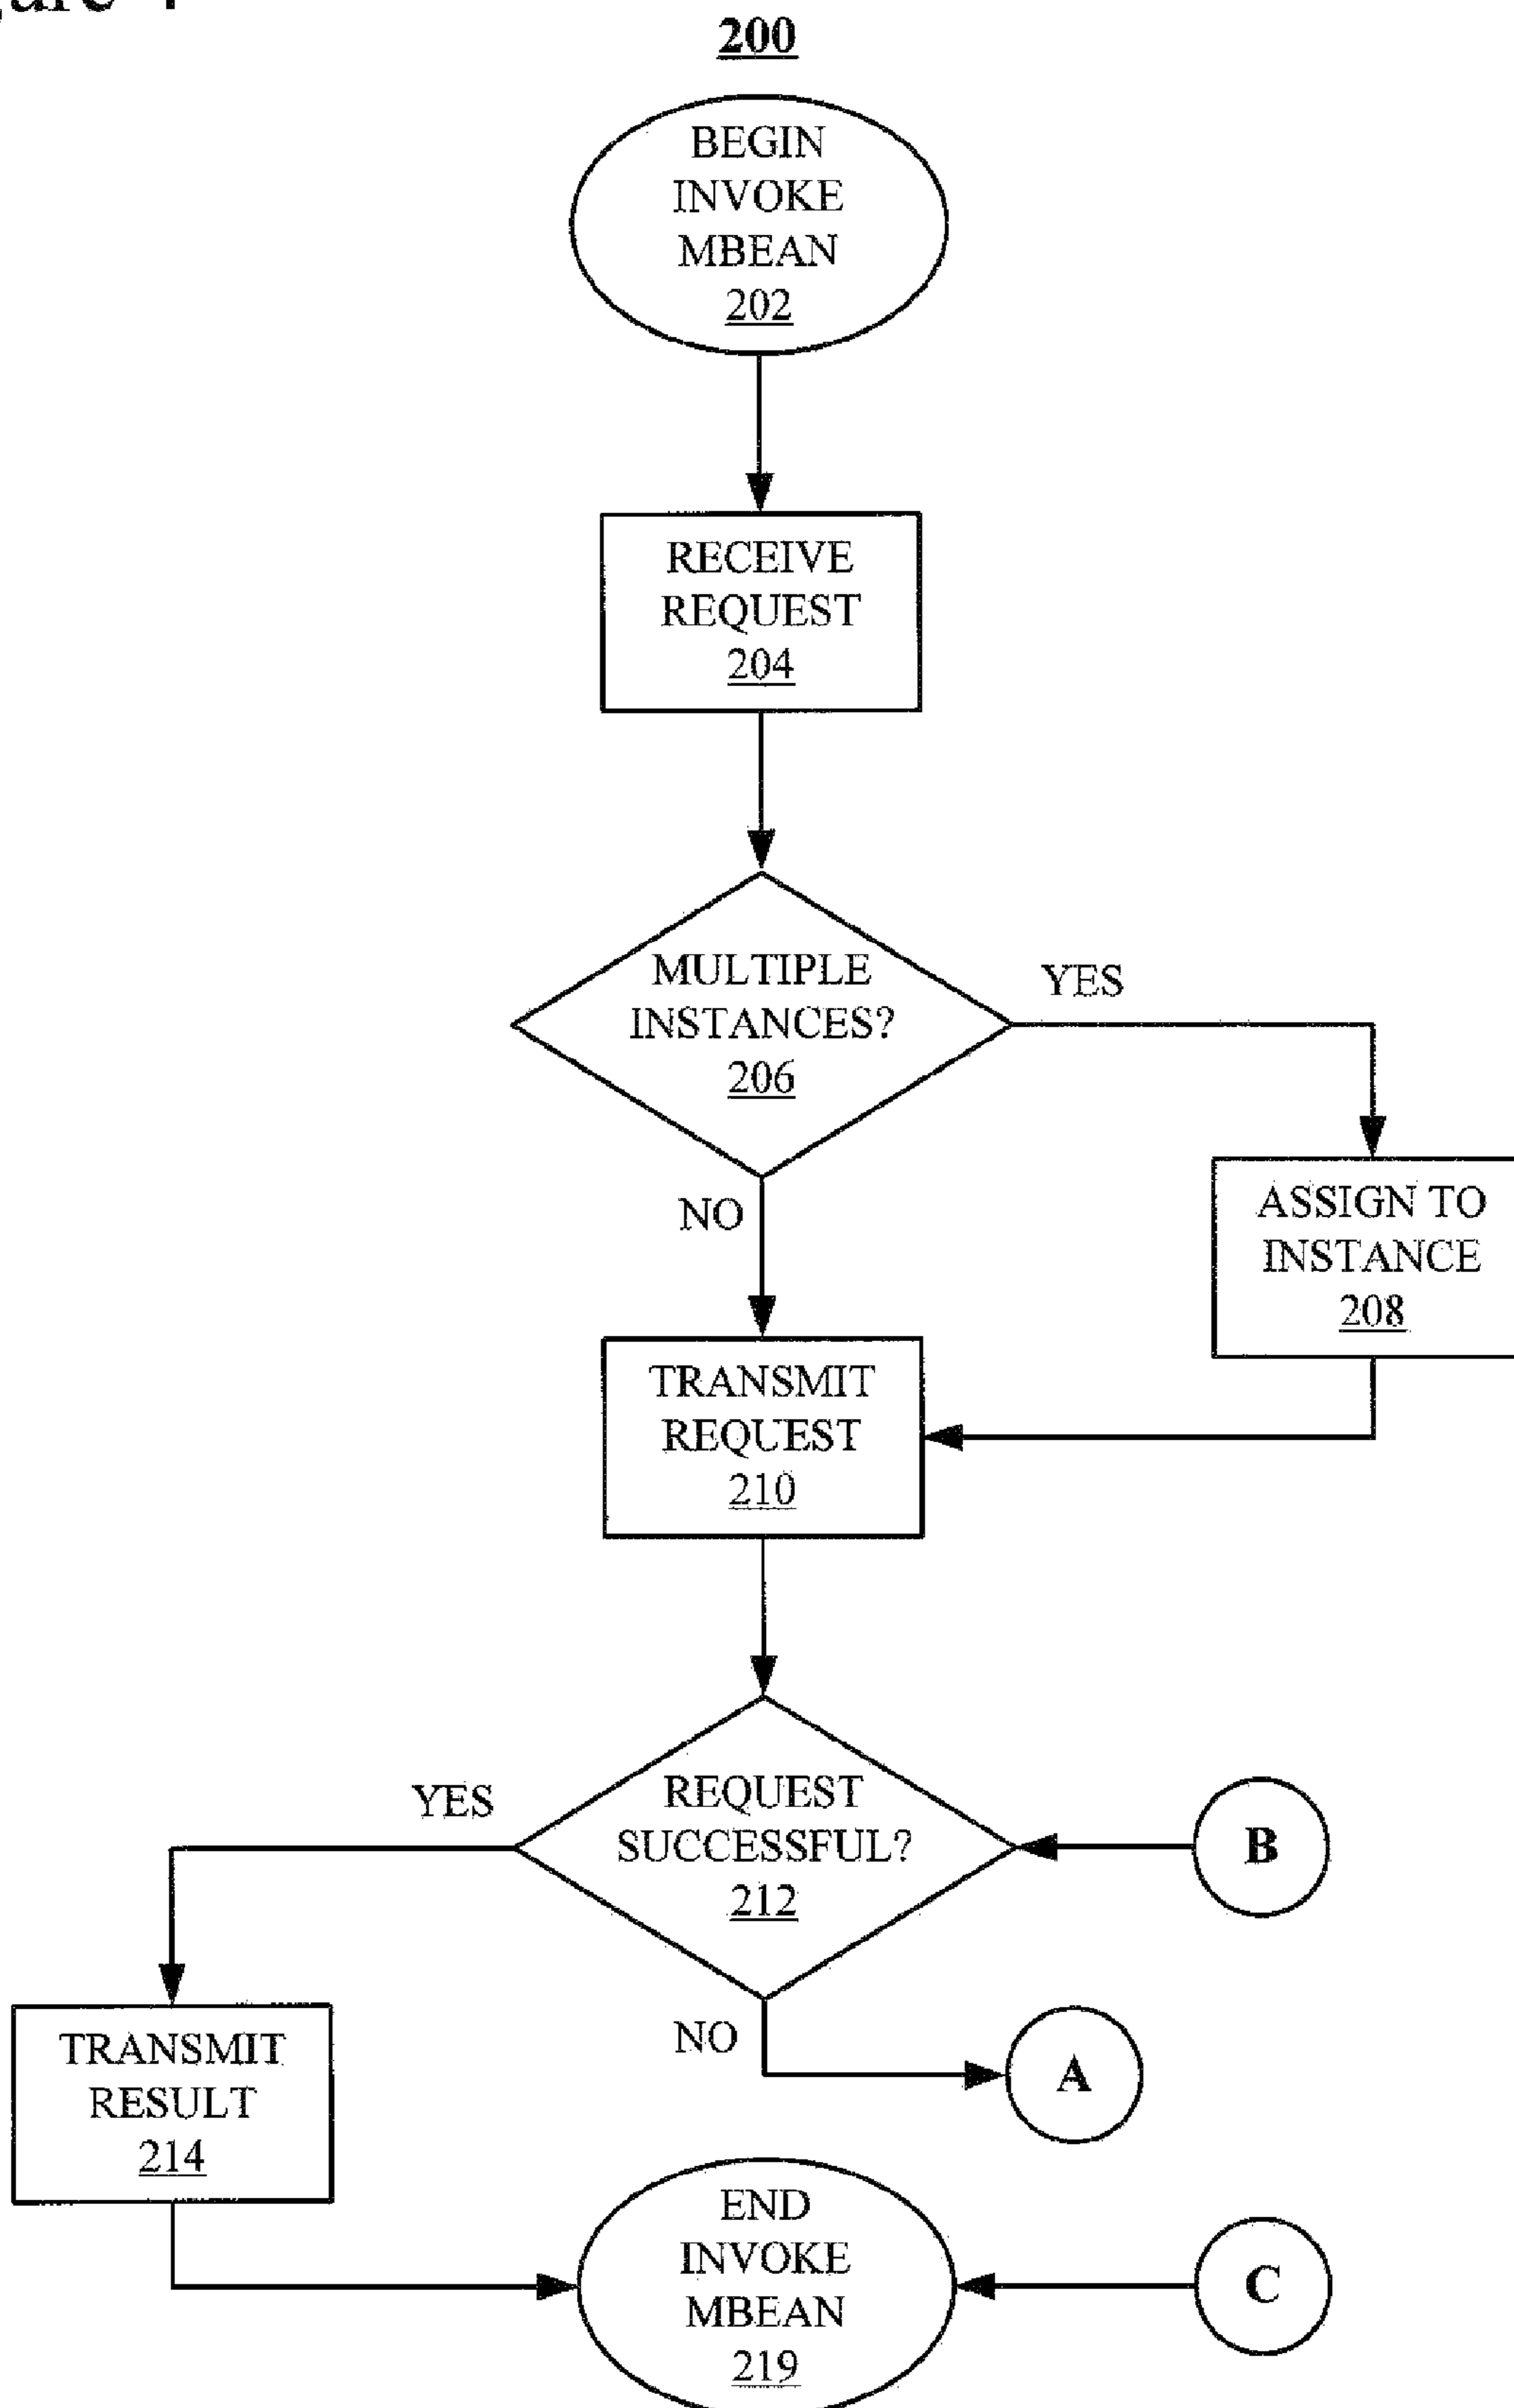 200
BEGIN
INVOKE
MBEAN
202
RECEIVE
REQUEST
204
MULTIPLE
INSTANCES?
206
YES
NO
ASSIGN TO
INSTANCE
208
TRANSMIT
REQUEST
210
REQUEST
SUCCESSFUL?
212
YES
B
NO
A
TRANSMIT
RESULT
214
END
INVOKE
MBEAN
219
C